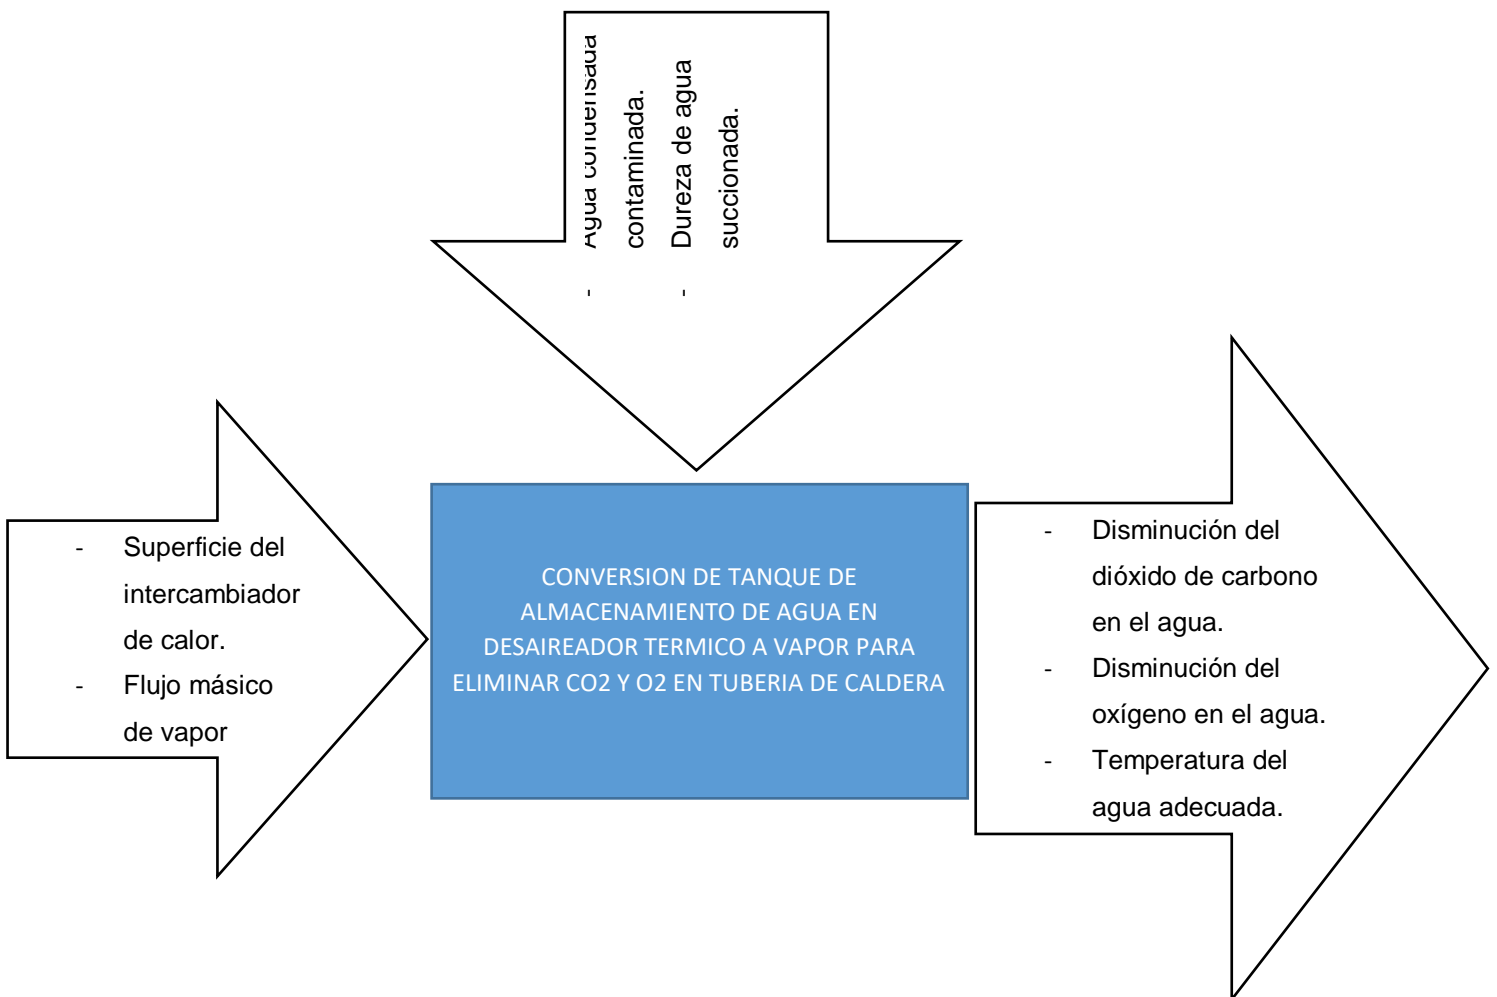 - Agua condensada
contaminada.
- Dureza de agua
succionada.
- Superficie del
intercambiador
de calor.
- Flujo másico
de vapor
CONVERSION DE TANQUE DE
ALMACENAMIENTO DE AGUA EN
DESAIREADOR TERMICO A VAPOR PARA
ELIMINAR CO2 Y O2 EN TUBERIA DE CALDERA
- Disminución del
dióxido de carbono
en el agua.
- Disminución del
oxígeno en el agua.
- Temperatura del
agua adecuada.